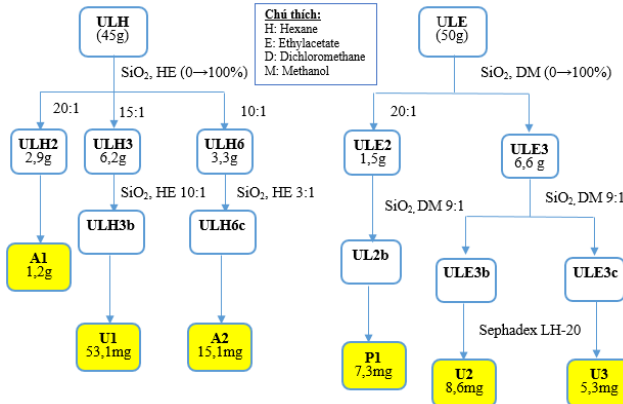 ULH
(45g)
Chú thích:
H: Hexane
E: Ethylacetate
D: Dichloromethane
M: Methanol
ULE
(50g)
SiO₂, HE (0→100%)
SiO₂, DM (0→100%)
20:1
15:1
10:1
20:1
ULH2
2,9g
ULH3
6,2g
ULH6
3,3g
ULE2
1,5g
ULE3
6,6 g
SiO₂, HE 10:1
SiO₂, HE 3:1
SiO₂, DM 9:1
SiO₂, DM 9:1
ULH3b
ULH6c
UL2b
ULE3b
ULE3c
A1
1,2g
Sephadex LH-20
U1
53,1mg
A2
15,1mg
P1
7,3mg
U2
8,6mg
U3
5,3mg